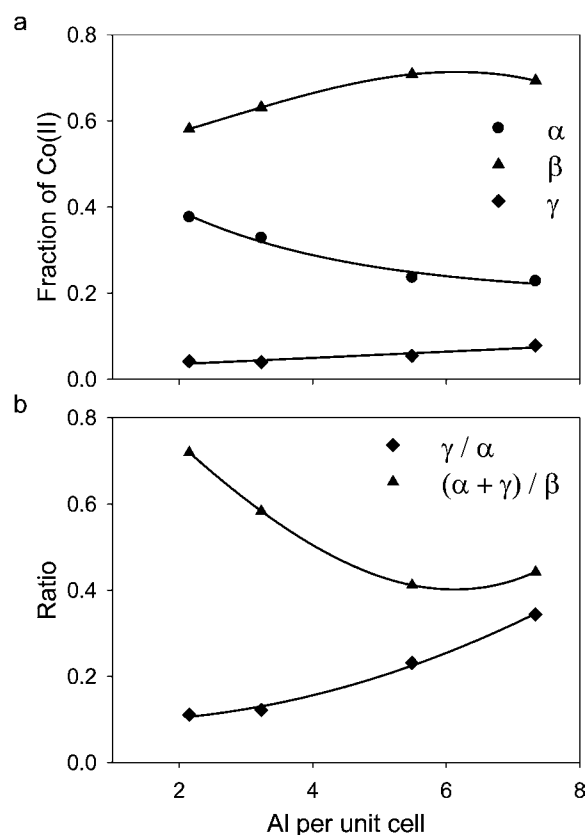 a
0.8
0.6
0.4
0.2
0.0
Fraction of Co(II)
α
β
γ
b
0.8
0.6
0.4
0.2
0.0
Ratio
γ / α
(α + γ) / β
2 4 6 8
Al per unit cell